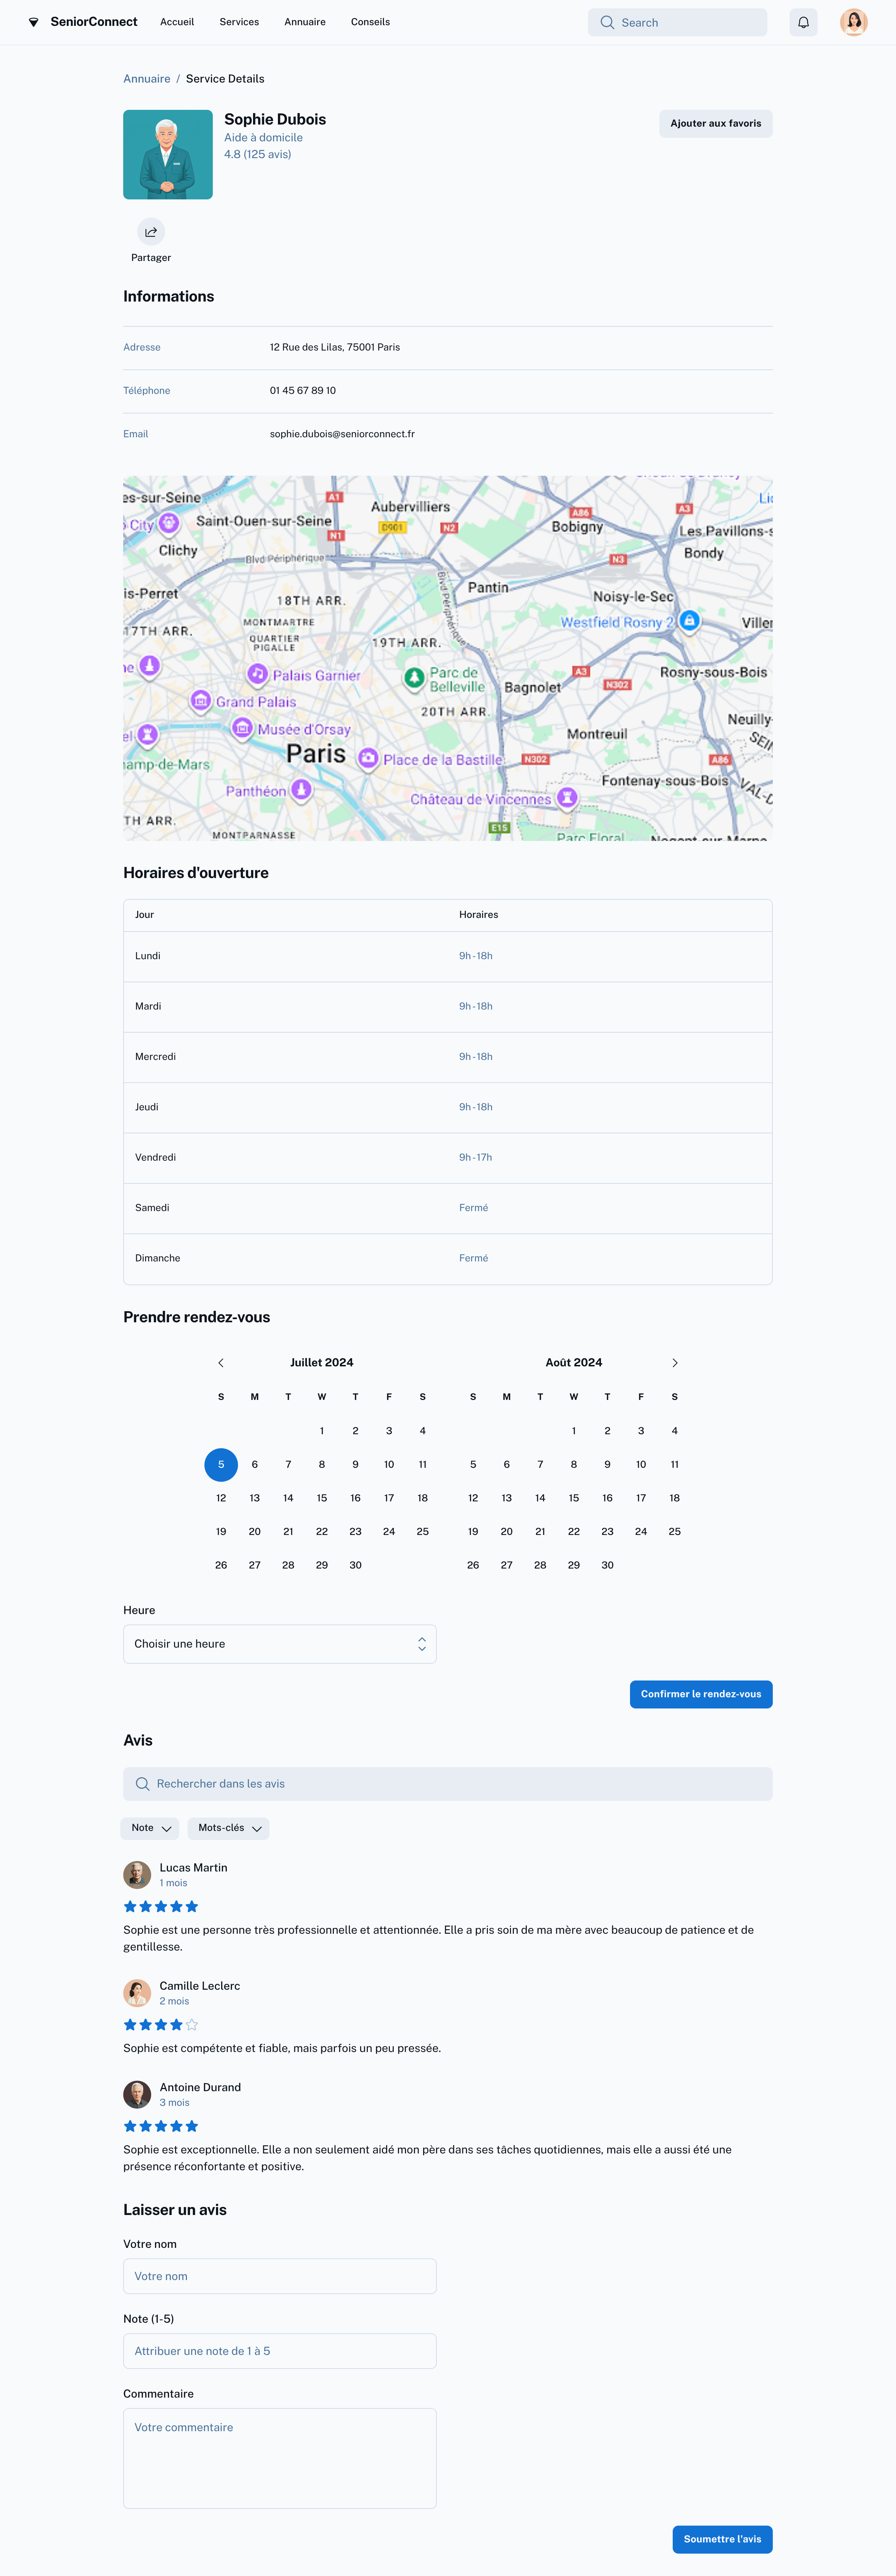 SeniorConnect
Accueil
Services
Annuaire
Conseils
Search
Annuaire / Service Details
Sophie Dubois
Aide à domicile
4.8 (125 avis)
Ajouter aux favoris
Partager
Informations
Adresse 12 Rue des Lilas, 75001 Paris
Téléphone 01 45 67 89 10
Email sophie.dubois@seniorconnect.fr
es-sur-Seine
A1
Aubervilliers
A86
A3
City
Saint-Ouen-sur-Seine
D901
N2
Bobigny
Les Pavillons-s
N1
Clichy
Blvd Périphérique
N3
Bondy
Blvd Périphérique
is-Perret
18TH ARR.
Pantin
Noisy-le-Sec
MONTMARTRE
Westfield Rosny 2
Viller
17TH ARR.
QUARTIER
PIGALLE
19TH ARR.
Palais Garnier
Parc de
Belleville
A3
Rosny-sous-Bois
Bagnolet
N302
Grand Palais
20TH ARR.
Neuilly-
Musée d'Orsay
Montreuil
Paris
Place de la Bastille
N302
A86
amp-de-Mars
Fontenay-sous-Bois
VAL-D
Panthéon
Château de Vincennes
TH ARR.
E15
MONTPARNASSE
Parc Floral
Nogent-sur-Marne
Horaires d'ouverture
Jour Horaires
Lundi 9h - 18h
Mardi 9h - 18h
Mercredi 9h - 18h
Jeudi 9h - 18h
Vendredi 9h - 17h
Samedi Fermé
Dimanche Fermé
Prendre rendez-vous
Juillet 2024
S M T W T F S
1 2 3 4
5 6 7 8 9 10 11
12 13 14 15 16 17 18
19 20 21 22 23 24 25
26 27 28 29 30
Août 2024
S M T W T F S
1 2 3 4
5 6 7 8 9 10 11
12 13 14 15 16 17 18
19 20 21 22 23 24 25
26 27 28 29 30
Heure
Choisir une heure
Confirmer le rendez-vous
Avis
Rechercher dans les avis
Note
Mots-clés
Lucas Martin
1 mois
Sophie est une personne très professionnelle et attentionnée. Elle a pris soin de ma mère avec beaucoup de patience et de
gentillesse.
Camille Leclerc
2 mois
Sophie est compétente et fiable, mais parfois un peu pressée.
Antoine Durand
3 mois
Sophie est exceptionnelle. Elle a non seulement aidé mon père dans ses tâches quotidiennes, mais elle a aussi été une
présence réconfortante et positive.
Laisser un avis
Votre nom
Votre nom
Note (1-5)
Attribuer une note de 1 à 5
Commentaire
Votre commentaire
Soumettre l'avis